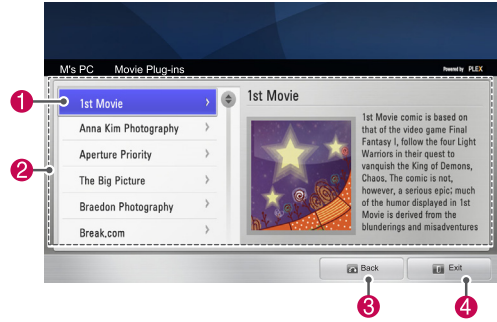 M's PC Movie Plug-ins Powered by PLEX
1 1st Movie
Anna Kim Photography
Aperture Priority
2
The Big Picture
Braedon Photography
Break.com
1st Movie
1st Movie comic is based on
that of the video game Final
Fantasy I, follow the four Light
Warriors in their quest to
vanquish the King of Demons,
Chaos, The comic is not,
however, a serious epic; much
of the humor displayed in 1st
Movie is derived from the
blunderings and misadventures
Back Exit
3 4